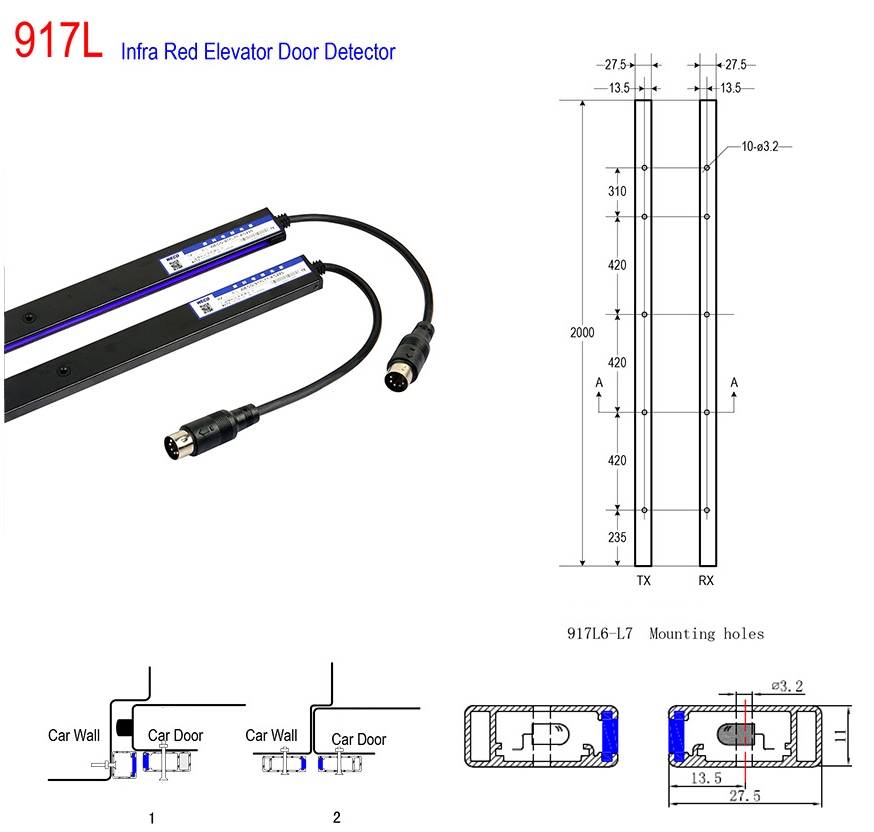 917L Infra Red Elevator Door Detector
27.5 27.5
13.5 13.5
10-ø3.2
310
420
2000
420
A A
420
235
TX RX
917L6-L7 Mounting holes
WECO
WECO
ø3.2
11
13.5
27.5
Car Wall Car Door
Car Wall Car Door
1 2